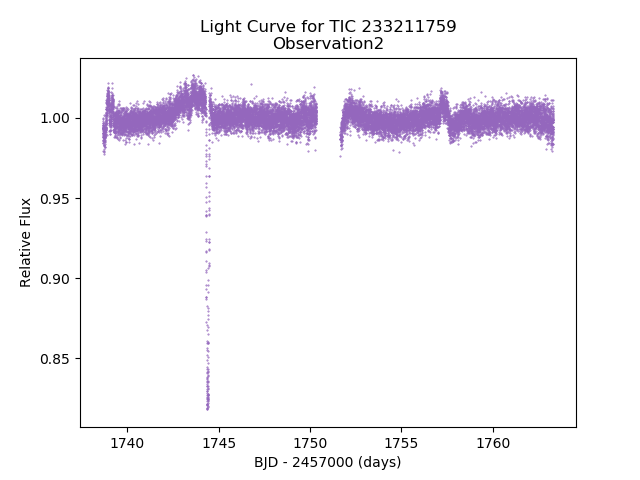 Light Curve for TIC 233211759
Observation2
1.00
0.95
0.90
0.85
Relative Flux
1740
1745
1750
1755
1760
BJD - 2457000 (days)